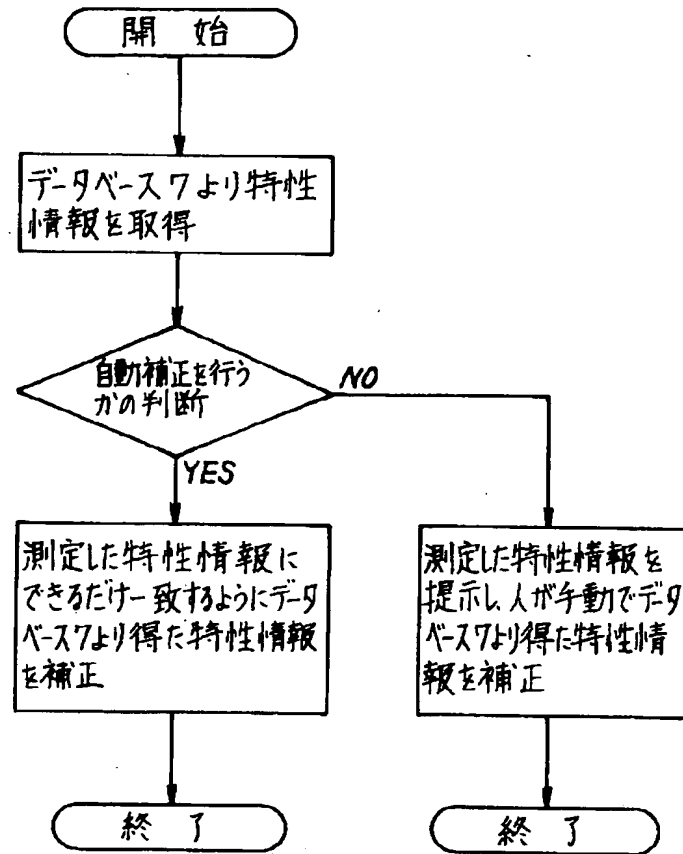 開 始
データベース7より特性
情報を取得
自動補正を行う
かの判断
NO
YES
測定した特性情報に
できるだけ一致するようにデータ
ベース7より得た特性情報
を補正
測定した特性情報を
提示し、人が手動でデータ
ベース7より得た特性情
報を補正
終 了
終 了